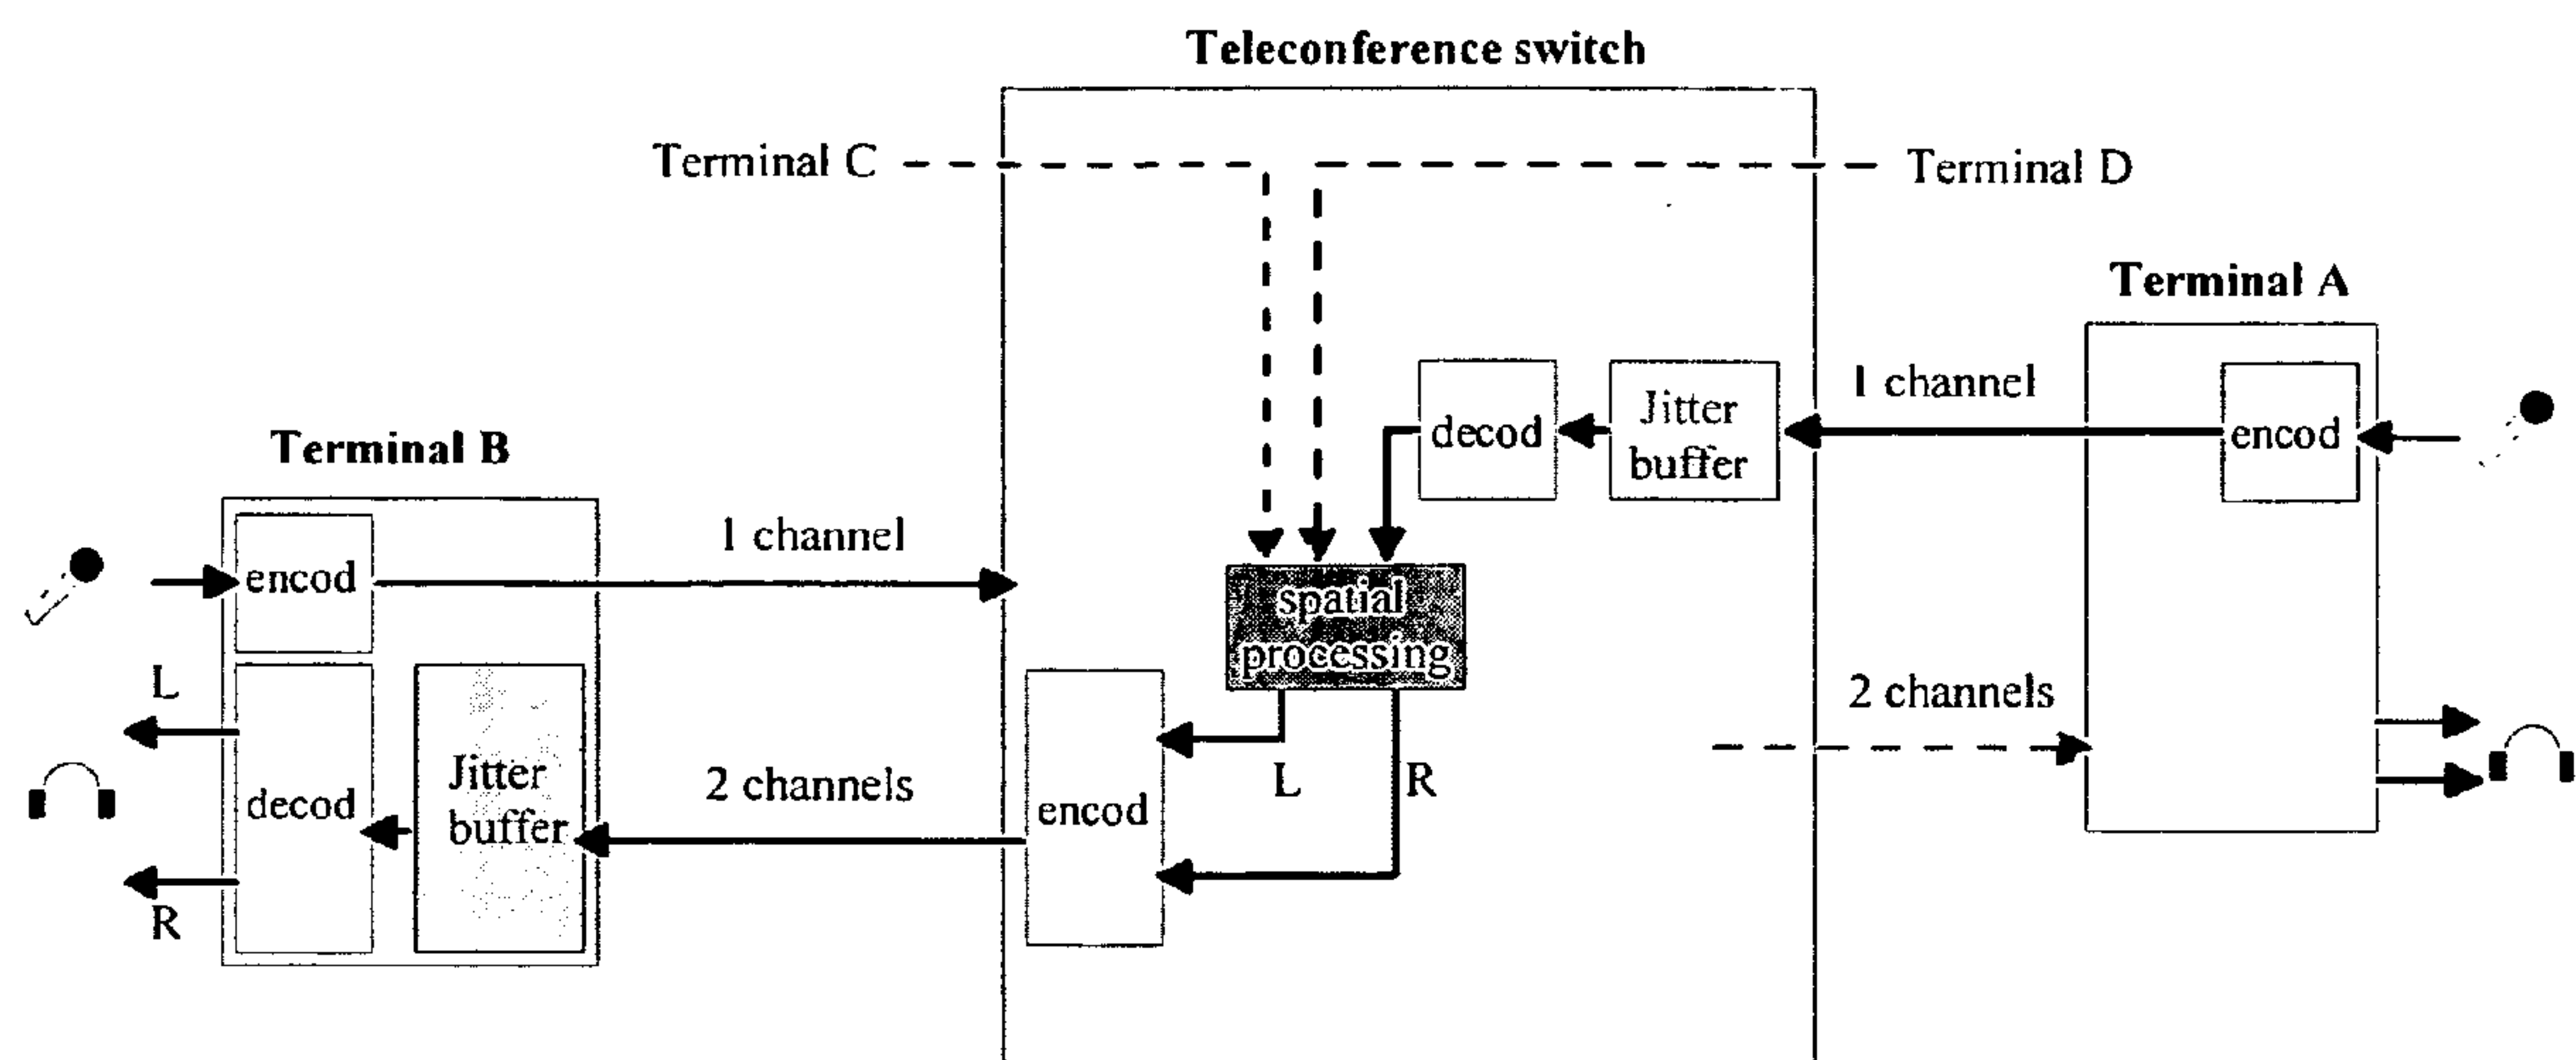 Teleconference switch
Terminal C
Terminal D
Terminal A
1 channel
Jitter
buffer
decod
encod
Terminal B
1 channel
encod
spatial
processing
L
2 channels
2 channels
L
R
Jitter
buffer
decod
encod
R